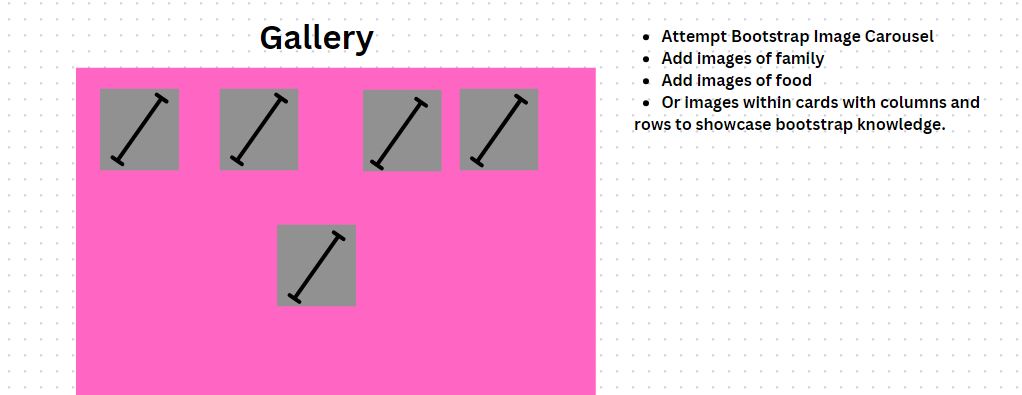 Gallery
• Attempt Bootstrap Image Carousel
• Add images of family
• Add images of food
• Or images within cards with columns and
rows to showcase bootstrap knowledge.